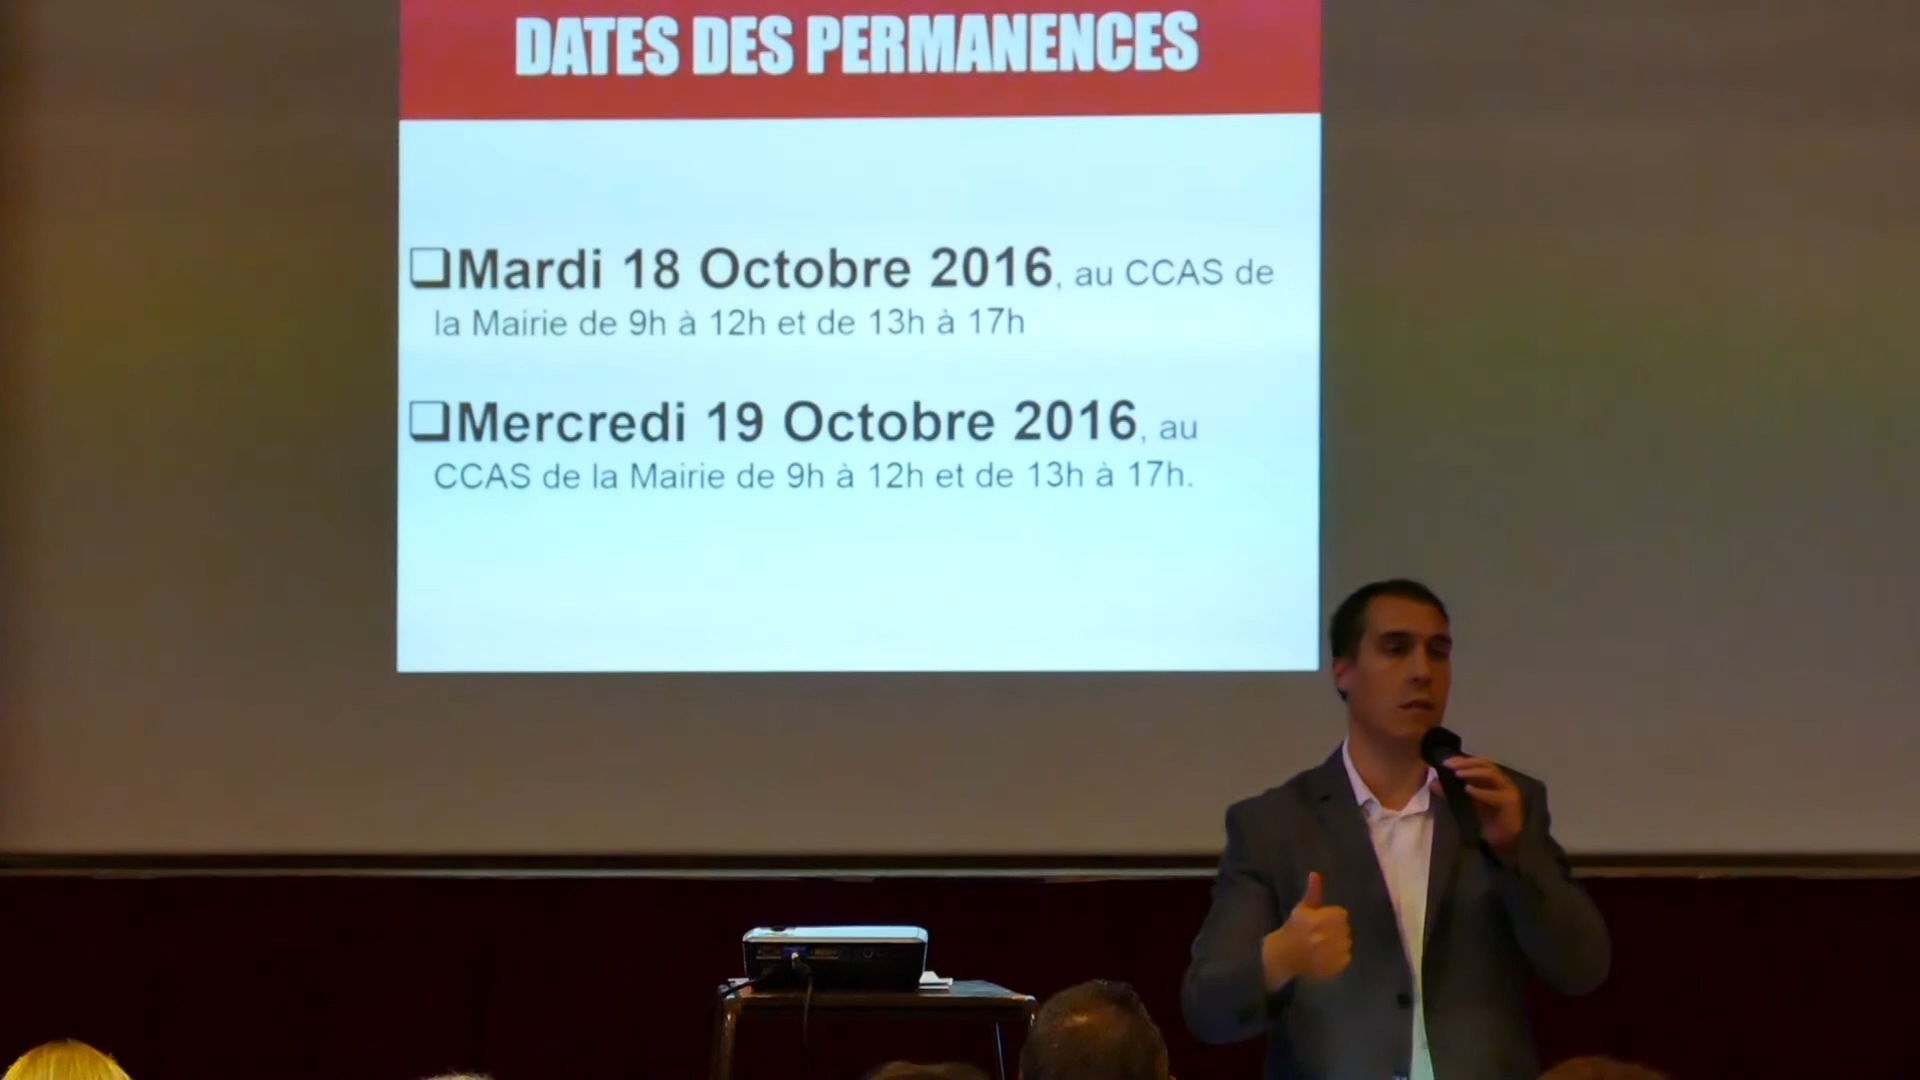 DATES DES PERMANENCES
❑Mardi 18 Octobre 2016, au CCAS de
la Mairie de 9h à 12h et de 13h à 17h
❑Mercredi 19 Octobre 2016, au
CCAS de la Mairie de 9h à 12h et de 13h à 17h.